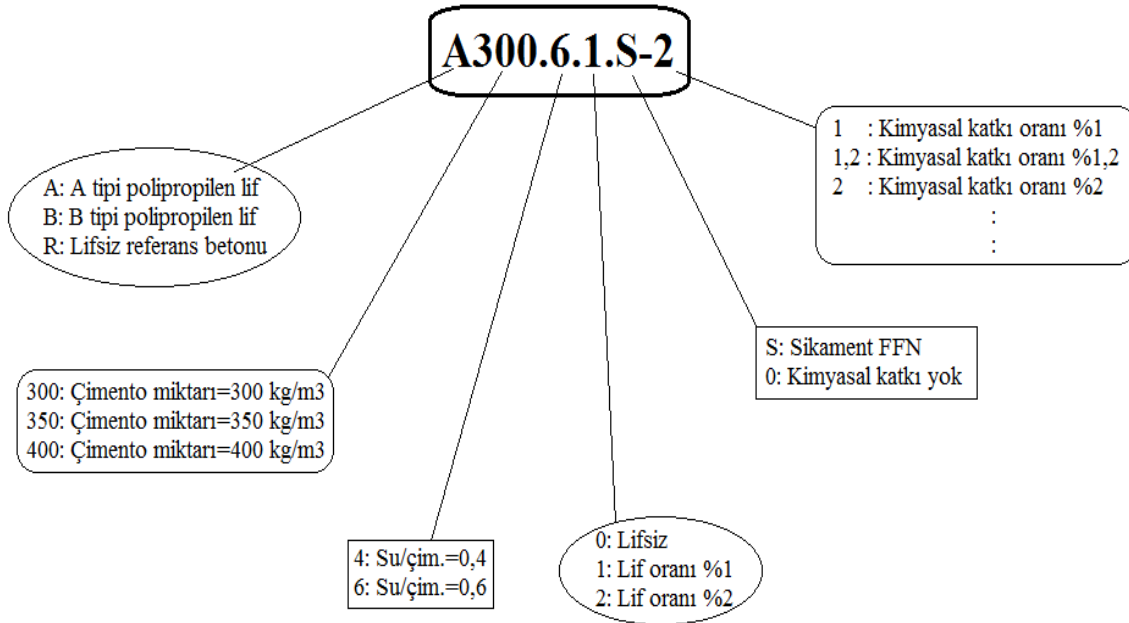 A300.6.1.S-2
A: A tipi polipropilen lif
B: B tipi polipropilen lif
R: Lifsiz referans betonu
1 : Kimyasal katkı oranı %1
1,2 : Kimyasal katkı oranı %1,2
2 : Kimyasal katkı oranı %2
:
:
300: Çimento miktarı=300 kg/m3
350: Çimento miktarı=350 kg/m3
400: Çimento miktarı=400 kg/m3
S: Sikament FFN
0: Kimyasal katkı yok
4: Su/çim.=0,4
6: Su/çim.=0,6
0: Lifsiz
1: Lif oranı %1
2: Lif oranı %2